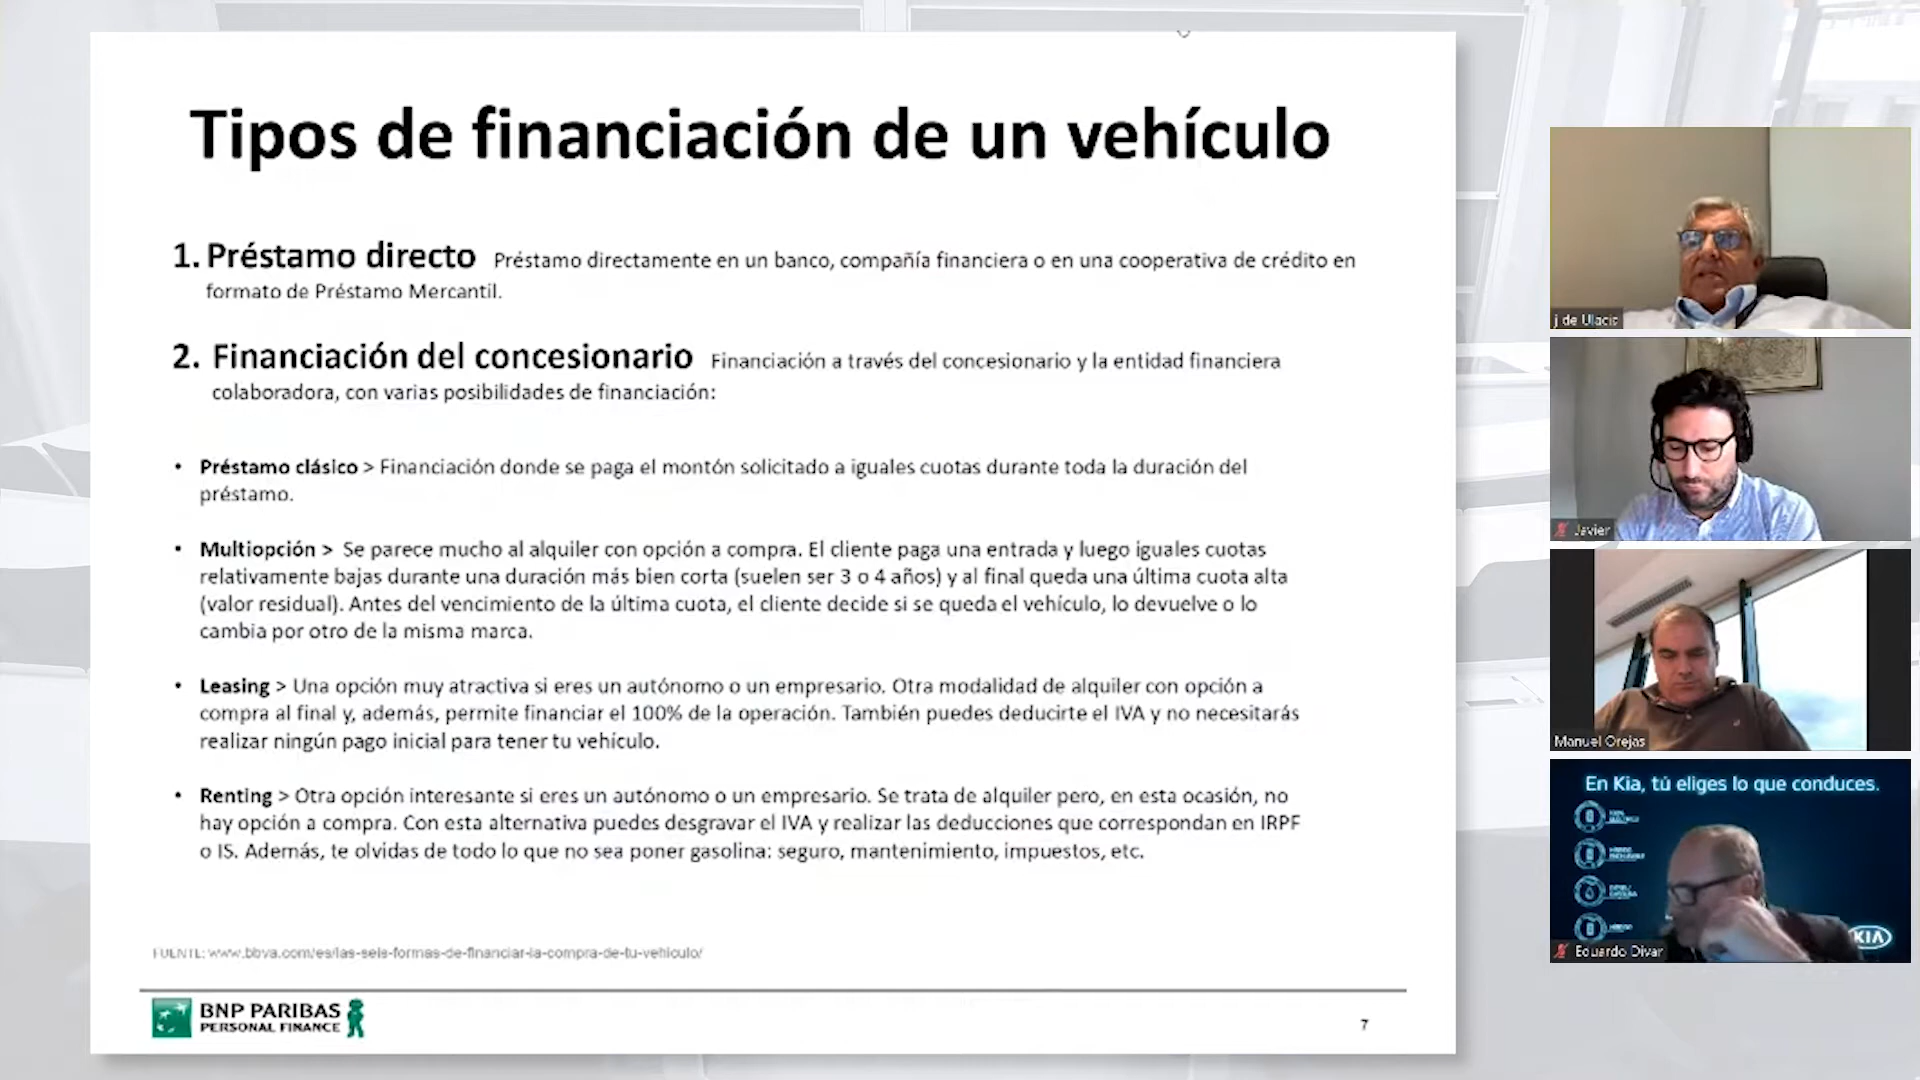 Tipos de financiación de un vehículo
1. Préstamo directo Préstamo directamente en un banco, compañía financiera o en una cooperativa de crédito en
formato de Préstamo Mercantil.
2. Financiación del concesionario Financiación a través del concesionario y la entidad financiera
colaboradora, con varias posibilidades de financiación:
• Préstamo clásico > Financiación donde se paga el montón solicitado a iguales cuotas durante toda la duración del
préstamo.
• Multiopción > Se parece mucho al alquiler con opción a compra. El cliente paga una entrada y luego iguales cuotas
relativamente bajas durante una duración más bien corta (suelen ser 3 o 4 años) y al final queda una última cuota alta
(valor residual). Antes del vencimiento de la última cuota, el cliente decide si se queda el vehículo, lo devuelve o lo
cambia por otro de la misma marca.
• Leasing > Una opción muy atractiva si eres un autónomo o un empresario. Otra modalidad de alquiler con opción a
compra al final y, además, permite financiar el 100% de la operación. También puedes deducirte el IVA y no necesitarás
realizar ningún pago inicial para tener tu vehículo.
• Renting > Otra opción interesante si eres un autónomo o un empresario. Se trata de alquiler pero, en esta ocasión, no
hay opción a compra. Con esta alternativa puedes desgravar el IVA y realizar las deducciones que correspondan en IRPF
o IS. Además, te olvidas de todo lo que no sea poner gasolina: seguro, mantenimiento, impuestos, etc.
FUENTE: www.bbva.com/es/las-seis-formas-de-financiar-la-compra-de-tu-vehiculo/
BNP PARIBAS
PERSONAL FINANCE
7
j de Ulacic
Javier
Manuel Orejas
En Kia, tú eliges lo que conduces.
KIA
Eduardo Divar